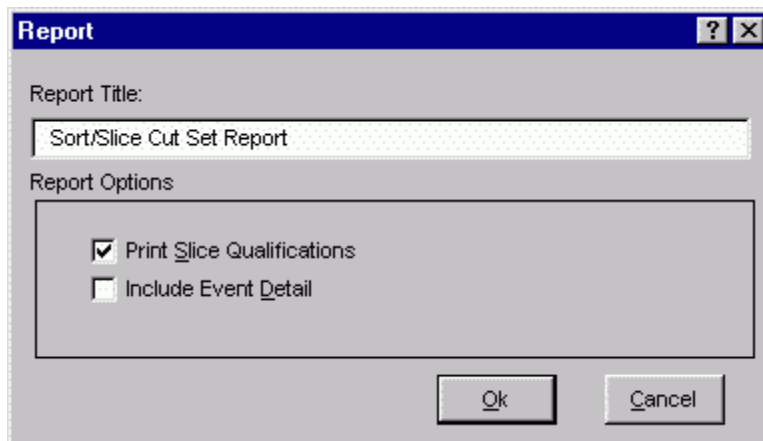 Report
Report Title:
Sort/Slice Cut Set Report
Report Options
Print Slice Qualifications
Include Event Detail
Ok Cancel